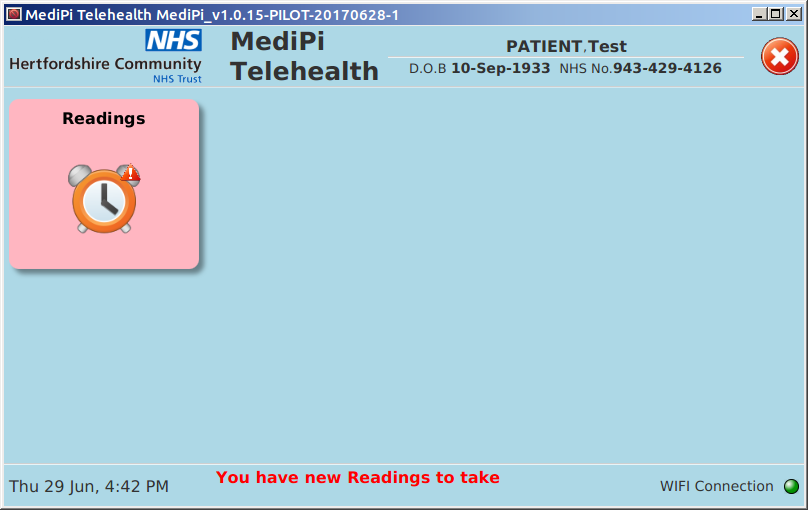 MediPi Telehealth MediPi_v1.0.15-PILOT-20170628-1
NHS
Hertfordshire Community
NHS Trust
MediPi
Telehealth
PATIENT,Test
D.O.B 10-Sep-1933 NHS No.943-429-4126
Readings
Thu 29 Jun, 4:42 PM
You have new Readings to take
WIFI Connection